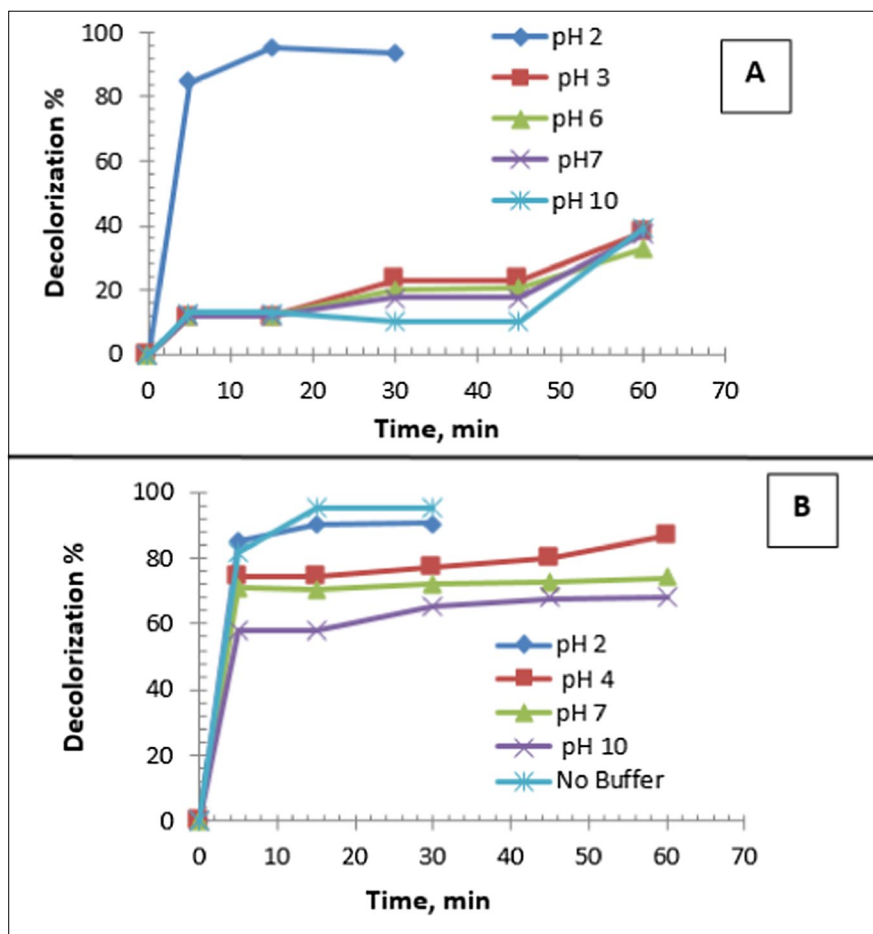 100
80
60
40
20
0
Decolorization %
pH 2
pH 3
pH 6
pH7
pH 10
A
0 10 20 30 40 50 60 70
Time, min
100
80
60
40
20
0
Decolorization %
B
pH 2
pH 4
pH 7
pH 10
No Buffer
0 10 20 30 40 50 60 70
Time, min